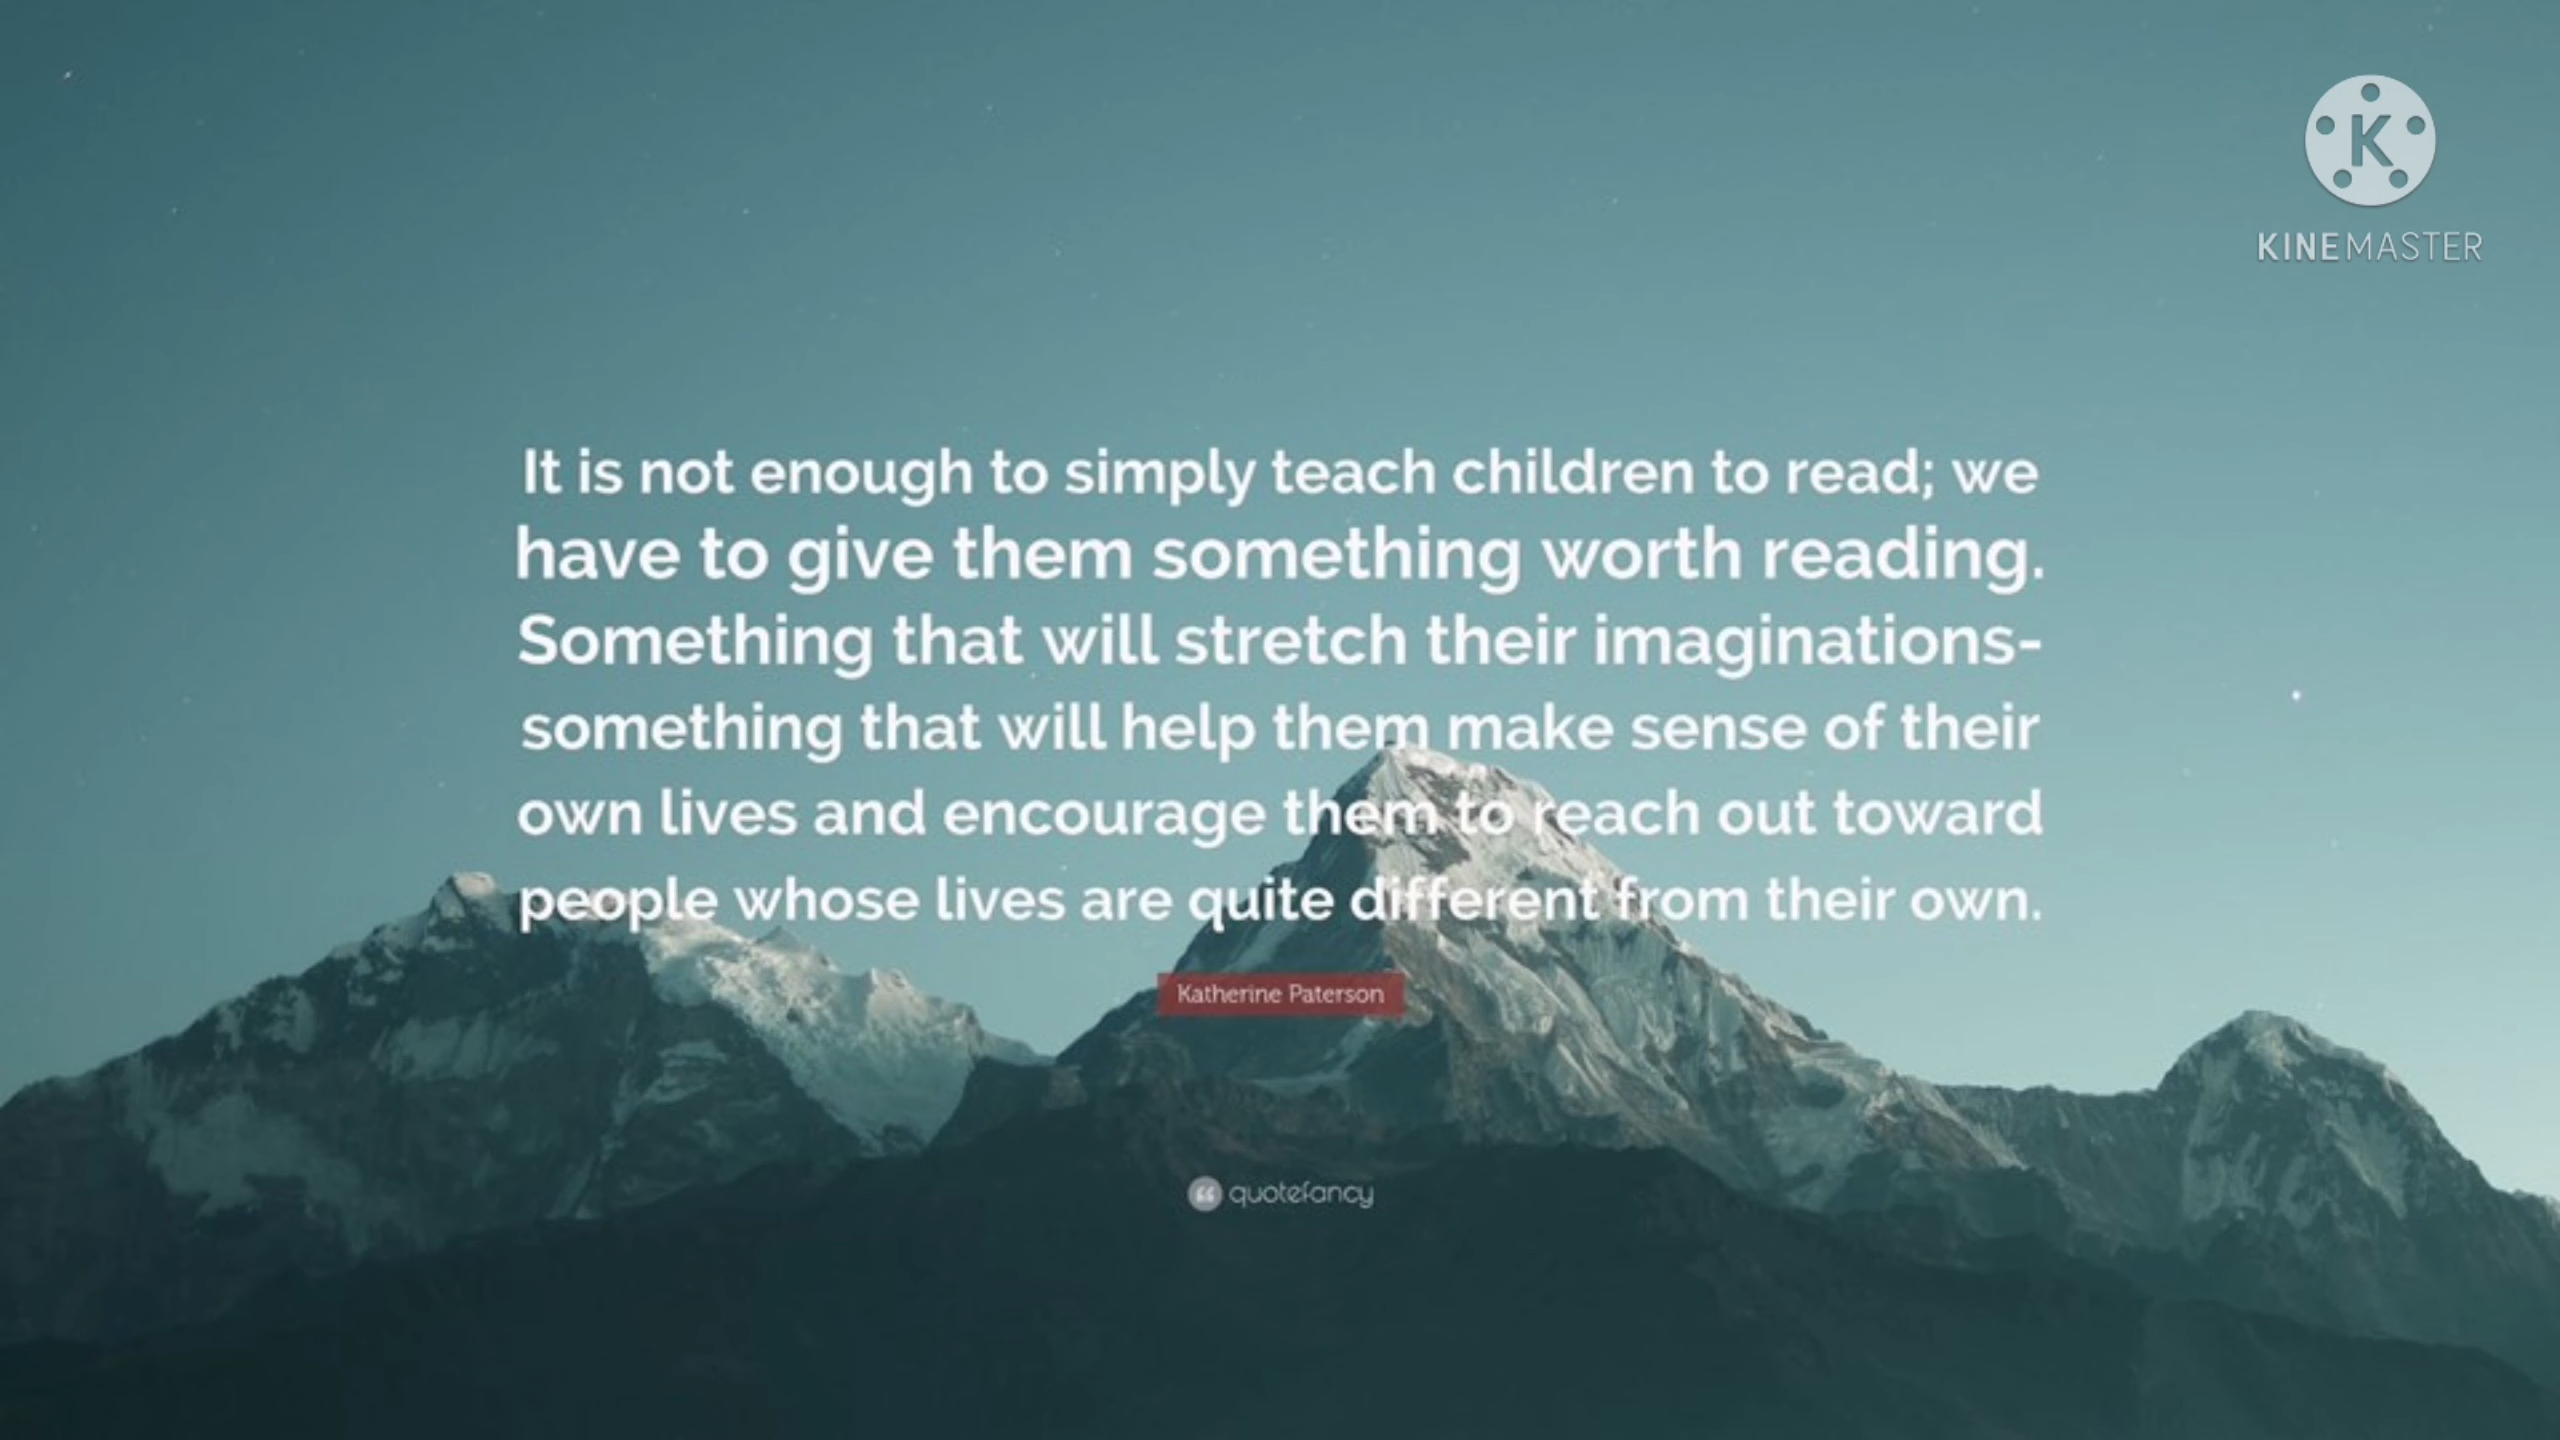 KINEMASTER
It is not enough to simply teach children to read; we
have to give them something worth reading.
Something that will stretch their imaginations-
something that will help them make sense of their
own lives and encourage them to reach out toward
people whose lives are quite different from their own.
Katherine Paterson
quotefancy